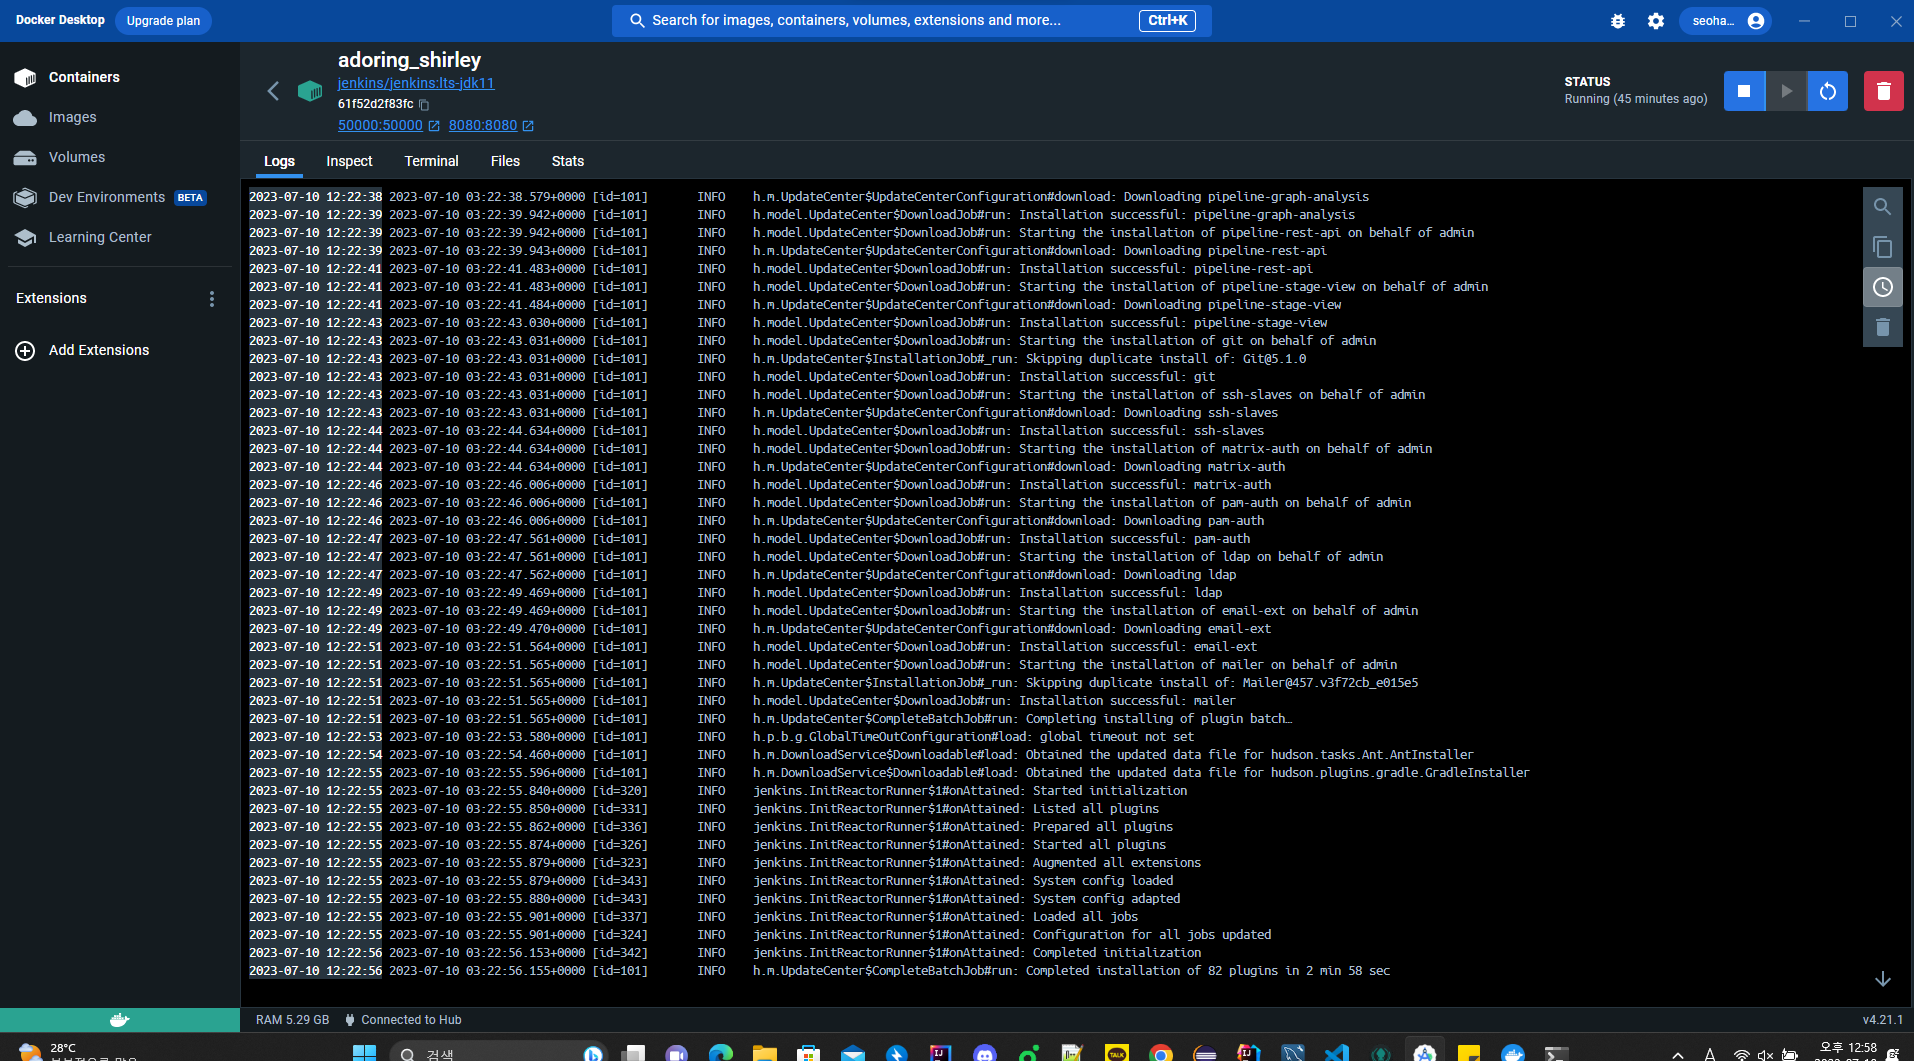 Docker Desktop Upgrade plan Search for images, containers, volumes, extensions and more... Ctrl+K seoha...
Containers
Images
Volumes
Dev Environments BETA
Learning Center
Extensions
Add Extensions
adoring_shirley
jenkins/jenkins:lts-jdk11
61f52d2f83fc
50000:50000 8080:8080
STATUS
Running (45 minutes ago)
Logs Inspect Terminal Files Stats
2023-07-10 12:22:38 2023-07-10 03:22:38.579+0000 [id=101] INFO h.m.UpdateCenter$UpdateCenterConfiguration#download: Downloading pipeline-graph-analysis
2023-07-10 12:22:39 2023-07-10 03:22:39.942+0000 [id=101] INFO h.model.UpdateCenter$DownloadJob#run: Installation successful: pipeline-graph-analysis
2023-07-10 12:22:39 2023-07-10 03:22:39.942+0000 [id=101] INFO h.model.UpdateCenter$DownloadJob#run: Starting the installation of pipeline-rest-api on behalf of admin
2023-07-10 12:22:39 2023-07-10 03:22:39.943+0000 [id=101] INFO h.m.UpdateCenter$UpdateCenterConfiguration#download: Downloading pipeline-rest-api
2023-07-10 12:22:41 2023-07-10 03:22:41.483+0000 [id=101] INFO h.model.UpdateCenter$DownloadJob#run: Installation successful: pipeline-rest-api
2023-07-10 12:22:41 2023-07-10 03:22:41.483+0000 [id=101] INFO h.model.UpdateCenter$DownloadJob#run: Starting the installation of pipeline-stage-view on behalf of admin
2023-07-10 12:22:41 2023-07-10 03:22:41.484+0000 [id=101] INFO h.m.UpdateCenter$UpdateCenterConfiguration#download: Downloading pipeline-stage-view
2023-07-10 12:22:43 2023-07-10 03:22:43.030+0000 [id=101] INFO h.model.UpdateCenter$DownloadJob#run: Installation successful: pipeline-stage-view
2023-07-10 12:22:43 2023-07-10 03:22:43.031+0000 [id=101] INFO h.model.UpdateCenter$DownloadJob#run: Starting the installation of git on behalf of admin
2023-07-10 12:22:43 2023-07-10 03:22:43.031+0000 [id=101] INFO h.m.UpdateCenter$InstallationJob#_run: Skipping duplicate install of: Git@5.1.0
2023-07-10 12:22:43 2023-07-10 03:22:43.031+0000 [id=101] INFO h.model.UpdateCenter$DownloadJob#run: Installation successful: git
2023-07-10 12:22:43 2023-07-10 03:22:43.031+0000 [id=101] INFO h.model.UpdateCenter$DownloadJob#run: Starting the installation of ssh-slaves on behalf of admin
2023-07-10 12:22:43 2023-07-10 03:22:43.031+0000 [id=101] INFO h.m.UpdateCenter$UpdateCenterConfiguration#download: Downloading ssh-slaves
2023-07-10 12:22:44 2023-07-10 03:22:44.634+0000 [id=101] INFO h.model.UpdateCenter$DownloadJob#run: Installation successful: ssh-slaves
2023-07-10 12:22:44 2023-07-10 03:22:44.634+0000 [id=101] INFO h.model.UpdateCenter$DownloadJob#run: Starting the installation of matrix-auth on behalf of admin
2023-07-10 12:22:44 2023-07-10 03:22:44.634+0000 [id=101] INFO h.m.UpdateCenter$UpdateCenterConfiguration#download: Downloading matrix-auth
2023-07-10 12:22:46 2023-07-10 03:22:46.006+0000 [id=101] INFO h.model.UpdateCenter$DownloadJob#run: Installation successful: matrix-auth
2023-07-10 12:22:46 2023-07-10 03:22:46.006+0000 [id=101] INFO h.model.UpdateCenter$DownloadJob#run: Starting the installation of pam-auth on behalf of admin
2023-07-10 12:22:46 2023-07-10 03:22:46.006+0000 [id=101] INFO h.m.UpdateCenter$UpdateCenterConfiguration#download: Downloading pam-auth
2023-07-10 12:22:47 2023-07-10 03:22:47.561+0000 [id=101] INFO h.model.UpdateCenter$DownloadJob#run: Installation successful: pam-auth
2023-07-10 12:22:47 2023-07-10 03:22:47.561+0000 [id=101] INFO h.model.UpdateCenter$DownloadJob#run: Starting the installation of ldap on behalf of admin
2023-07-10 12:22:47 2023-07-10 03:22:47.562+0000 [id=101] INFO h.m.UpdateCenter$UpdateCenterConfiguration#download: Downloading ldap
2023-07-10 12:22:49 2023-07-10 03:22:49.469+0000 [id=101] INFO h.model.UpdateCenter$DownloadJob#run: Installation successful: ldap
2023-07-10 12:22:49 2023-07-10 03:22:49.469+0000 [id=101] INFO h.model.UpdateCenter$DownloadJob#run: Starting the installation of email-ext on behalf of admin
2023-07-10 12:22:49 2023-07-10 03:22:49.470+0000 [id=101] INFO h.m.UpdateCenter$UpdateCenterConfiguration#download: Downloading email-ext
2023-07-10 12:22:51 2023-07-10 03:22:51.564+0000 [id=101] INFO h.model.UpdateCenter$DownloadJob#run: Installation successful: email-ext
2023-07-10 12:22:51 2023-07-10 03:22:51.565+0000 [id=101] INFO h.model.UpdateCenter$DownloadJob#run: Starting the installation of mailer on behalf of admin
2023-07-10 12:22:51 2023-07-10 03:22:51.565+0000 [id=101] INFO h.m.UpdateCenter$InstallationJob#_run: Skipping duplicate install of: Mailer@457.v3f72cb_e015e5
2023-07-10 12:22:51 2023-07-10 03:22:51.565+0000 [id=101] INFO h.model.UpdateCenter$DownloadJob#run: Installation successful: mailer
2023-07-10 12:22:51 2023-07-10 03:22:51.565+0000 [id=101] INFO h.m.UpdateCenter$CompleteBatchJob#run: Completing installing of plugin batch…
2023-07-10 12:22:53 2023-07-10 03:22:53.580+0000 [id=101] INFO h.p.b.g.GlobalTimeOutConfiguration#load: global timeout not set
2023-07-10 12:22:54 2023-07-10 03:22:54.460+0000 [id=101] INFO h.m.DownloadService$Downloadable#load: Obtained the updated data file for hudson.tasks.Ant.AntInstaller
2023-07-10 12:22:55 2023-07-10 03:22:55.596+0000 [id=101] INFO h.m.DownloadService$Downloadable#load: Obtained the updated data file for hudson.plugins.gradle.GradleInstaller
2023-07-10 12:22:55 2023-07-10 03:22:55.840+0000 [id=320] INFO jenkins.InitReactorRunner$1#onAttained: Started initialization
2023-07-10 12:22:55 2023-07-10 03:22:55.850+0000 [id=331] INFO jenkins.InitReactorRunner$1#onAttained: Listed all plugins
2023-07-10 12:22:55 2023-07-10 03:22:55.862+0000 [id=336] INFO jenkins.InitReactorRunner$1#onAttained: Prepared all plugins
2023-07-10 12:22:55 2023-07-10 03:22:55.874+0000 [id=326] INFO jenkins.InitReactorRunner$1#onAttained: Started all plugins
2023-07-10 12:22:55 2023-07-10 03:22:55.879+0000 [id=323] INFO jenkins.InitReactorRunner$1#onAttained: Augmented all extensions
2023-07-10 12:22:55 2023-07-10 03:22:55.879+0000 [id=343] INFO jenkins.InitReactorRunner$1#onAttained: System config loaded
2023-07-10 12:22:55 2023-07-10 03:22:55.880+0000 [id=343] INFO jenkins.InitReactorRunner$1#onAttained: System config adapted
2023-07-10 12:22:55 2023-07-10 03:22:55.901+0000 [id=337] INFO jenkins.InitReactorRunner$1#onAttained: Loaded all jobs
2023-07-10 12:22:55 2023-07-10 03:22:55.901+0000 [id=324] INFO jenkins.InitReactorRunner$1#onAttained: Configuration for all jobs updated
2023-07-10 12:22:56 2023-07-10 03:22:56.153+0000 [id=342] INFO jenkins.InitReactorRunner$1#onAttained: Completed initialization
2023-07-10 12:22:56 2023-07-10 03:22:56.155+0000 [id=101] INFO h.m.UpdateCenter$CompleteBatchJob#run: Completed installation of 82 plugins in 2 min 58 sec
RAM 5.29 GB Connected to Hub v4.21.1
28°C
검색
TALK
A 오후 12:58